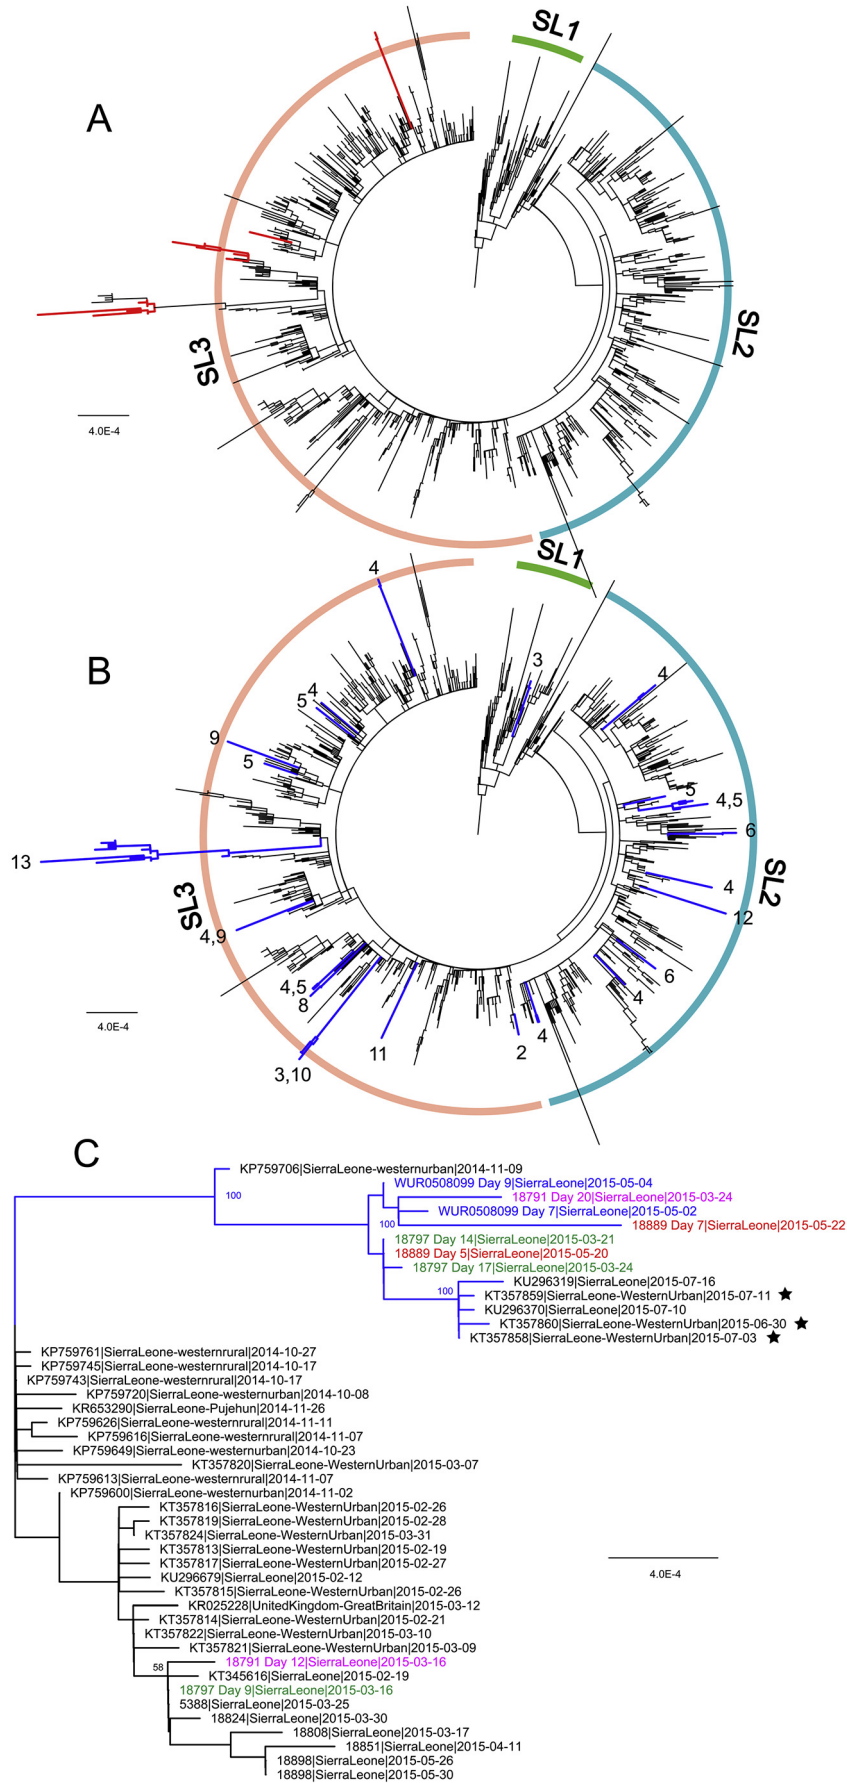 A
SL1
SL2
SL3
4.0E-4
B
SL1
4
3
4
5
4
9
5
5
4,5
6
13
SL3
SL2
4
12
4,9
6
4
4,5
8
4.0E-4
11
2
4
3,10
C
KP759706|SierraLeone-westernurban|2014-11-09
100
WUR0508099 Day 9|SierraLeone|2015-05-04
18791 Day 20|SierraLeone|2015-03-24
WUR0508099 Day 7|SierraLeone|2015-05-02
100
18889 Day 7|SierraLeone|2015-05-22
18797 Day 14|SierraLeone|2015-03-21
18889 Day 5|SierraLeone|2015-05-20
18797 Day 17|SierraLeone|2015-03-24
KU296319|SierraLeone|2015-07-16
100
KT357859|SierraLeone-WesternUrban|2015-07-11
KU296370|SierraLeone|2015-07-10
KT357860|SierraLeone-WesternUrban|2015-06-30
KT357858|SierraLeone-WesternUrban|2015-07-03
KP759761|SierraLeone-westernrural|2014-10-27
KP759745|SierraLeone-westernrural|2014-10-17
KP759743|SierraLeone-westernrural|2014-10-17
KP759720|SierraLeone-westernurban|2014-10-08
KR653290|SierraLeone-Pujehun|2014-11-26
KP759626|SierraLeone-westernrural|2014-11-11
KP759616|SierraLeone-westernrural|2014-11-07
KP759649|SierraLeone-westernurban|2014-10-23
KT357820|SierraLeone-WesternUrban|2015-03-07
KP759613|SierraLeone-westernrural|2014-11-07
KP759600|SierraLeone-westernurban|2014-11-02
KT357816|SierraLeone-WesternUrban|2015-02-26
KT357819|SierraLeone-WesternUrban|2015-02-28
KT357824|SierraLeone-WesternUrban|2015-03-31
KT357813|SierraLeone-WesternUrban|2015-02-19
KT357817|SierraLeone-WesternUrban|2015-02-27
KU296679|SierraLeone|2015-02-12
4.0E-4
KT357815|SierraLeone-WesternUrban|2015-02-26
KR025228|UnitedKingdom-GreatBritain|2015-03-12
KT357814|SierraLeone-WesternUrban|2015-02-21
KT357822|SierraLeone-WesternUrban|2015-03-10
KT357821|SierraLeone-WesternUrban|2015-03-09
58
18791 Day 12|SierraLeone|2015-03-16
KT345616|SierraLeone|2015-02-19
18797 Day 9|SierraLeone|2015-03-16
5388|SierraLeone|2015-03-25
18824|SierraLeone|2015-03-30
18808|SierraLeone|2015-03-17
18851|SierraLeone|2015-04-11
18898|SierraLeone|2015-05-26
18898|SierraLeone|2015-05-30